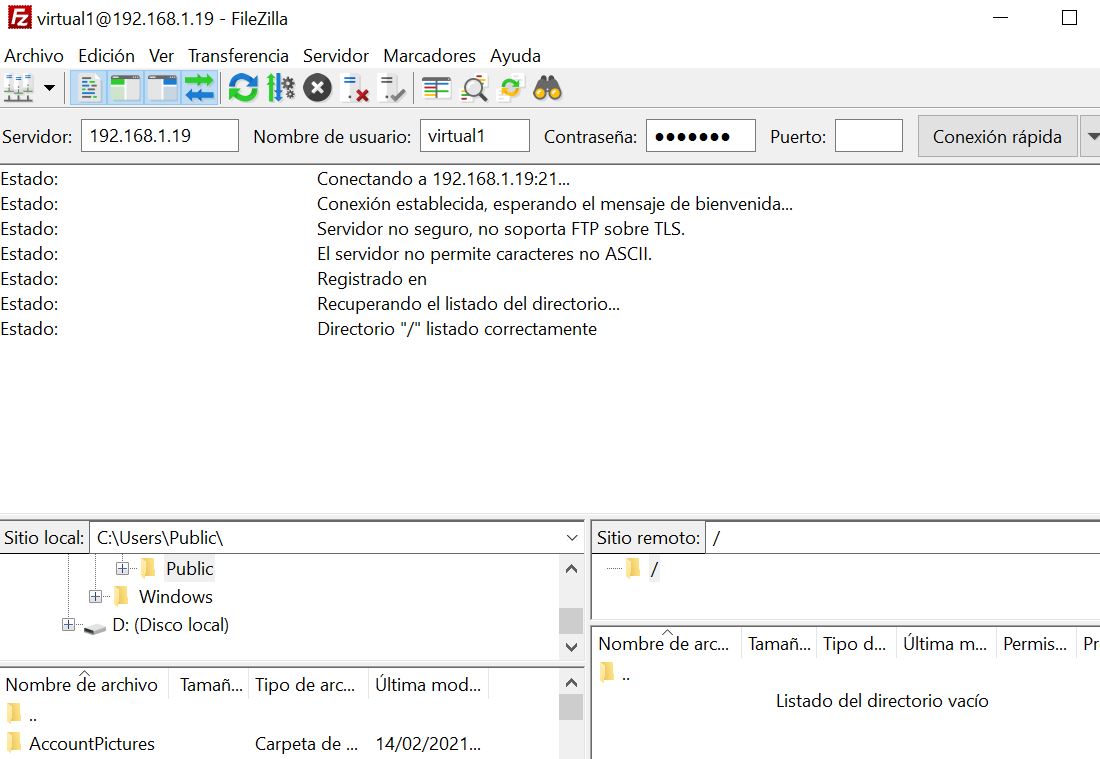 virtual1@192.168.1.19 - FileZilla
Archivo Edición Ver Transferencia Servidor Marcadores Ayuda
Servidor: 192.168.1.19 Nombre de usuario: virtual1 Contraseña: ●●●●●●● Puerto: Conexión rápida
Estado: Conectando a 192.168.1.19:21...
Estado: Conexión establecida, esperando el mensaje de bienvenida...
Estado: Servidor no seguro, no soporta FTP sobre TLS.
Estado: El servidor no permite caracteres no ASCII.
Estado: Registrado en
Estado: Recuperando el listado del directorio...
Estado: Directorio "/" listado correctamente
Sitio local: C:\Users\Public\
Public
Windows
D: (Disco local)
Nombre de archivo Tamañ... Tipo de arc... Última mod...
..
AccountPictures Carpeta de ... 14/02/2021...
Sitio remoto: /
/
Nombre de arc... Tamañ... Tipo d... Última m... Permis... Pr
..
Listado del directorio vacío